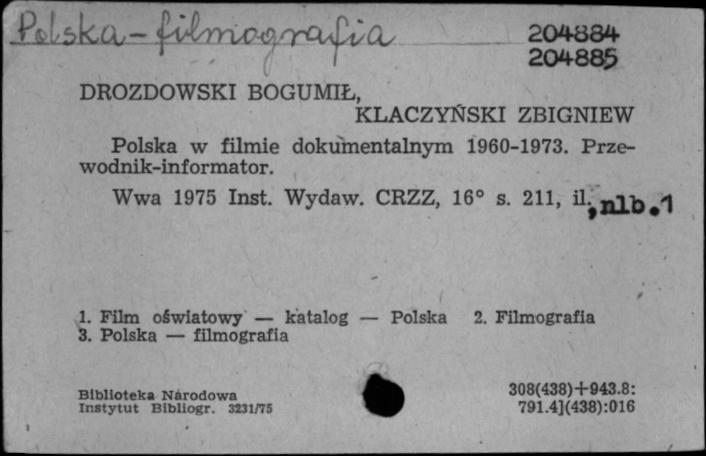 Polska - filmografia
204884
204885
DROZDOWSKI BOGUMIŁ,
KLACZYŃSKI ZBIGNIEW
Polska w filmie dokumentalnym 1960-1973. Prze-
wodnik-informator.
Wwa 1975 Inst. Wydaw. CRZZ, 16° s. 211, il., nlb. 1
1. Film oświatowy — katalog — Polska 2. Filmografia
3. Polska — filmografia
Biblioteka Narodowa
Instytut Bibliogr. 3231/75
308(438)+943.8:
791.4](438):016